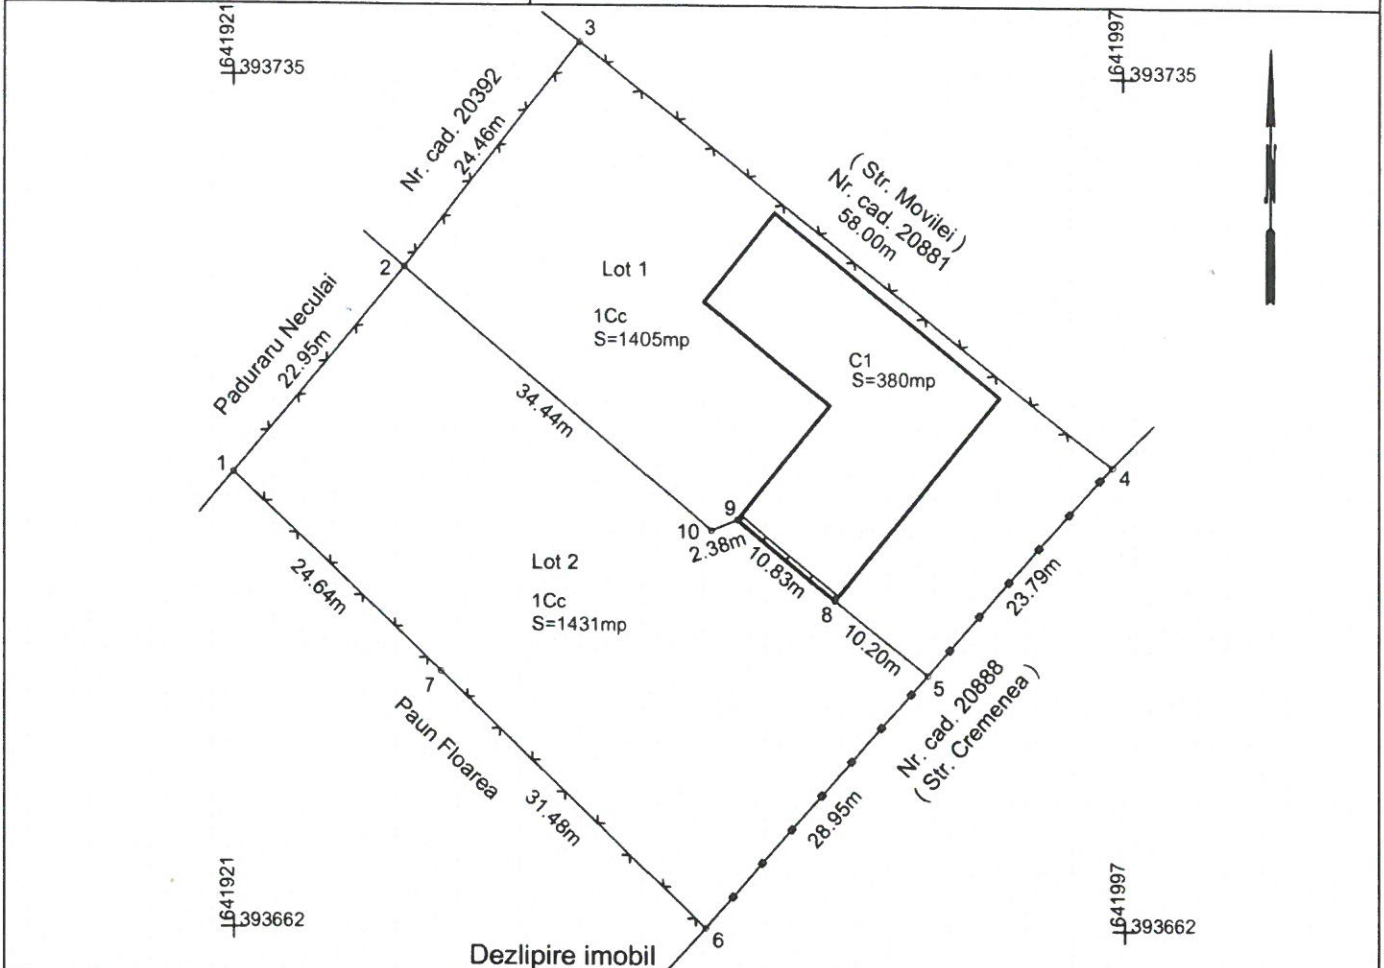 641921
393735
3
641997
393735
Nr. cad. 20392
24.46m
( Str. Movilei )
Nr. cad. 20881
58.00m
N
2
Lot 1
1Cc
S=1405mp
Paduraru Neculai
22.95m
C1
S=380mp
34.44m
1
4
9
10
2.38m
10.83m
Lot 2
1Cc
S=1431mp
24.64m
23.79m
8
10.20m
5
7
Nr. cad. 20888
( Str. Cremenea )
Paun Floarea
31.48m
28.95m
641921
393662
641997
393662
6
Dezlipire imobil